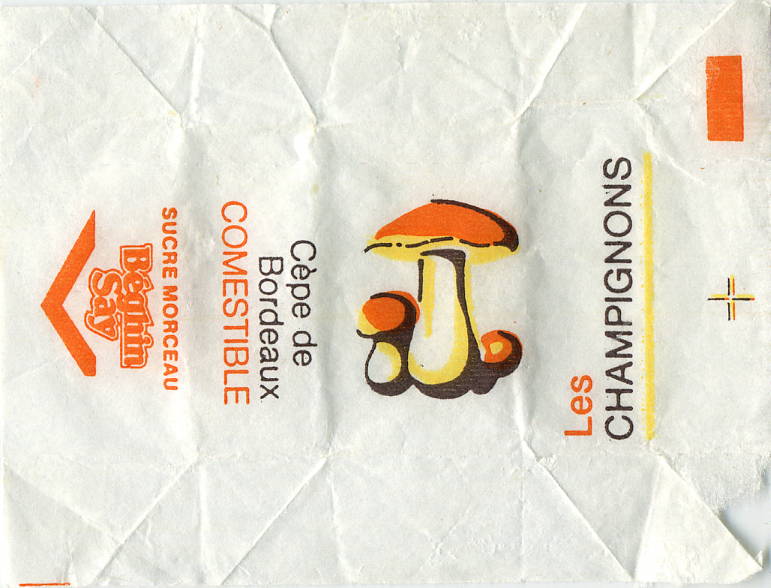 Les
CHAMPIGNONS
Cèpe de
Bordeaux
COMESTIBLE
SUCRE MORCEAU
Béghin
Say